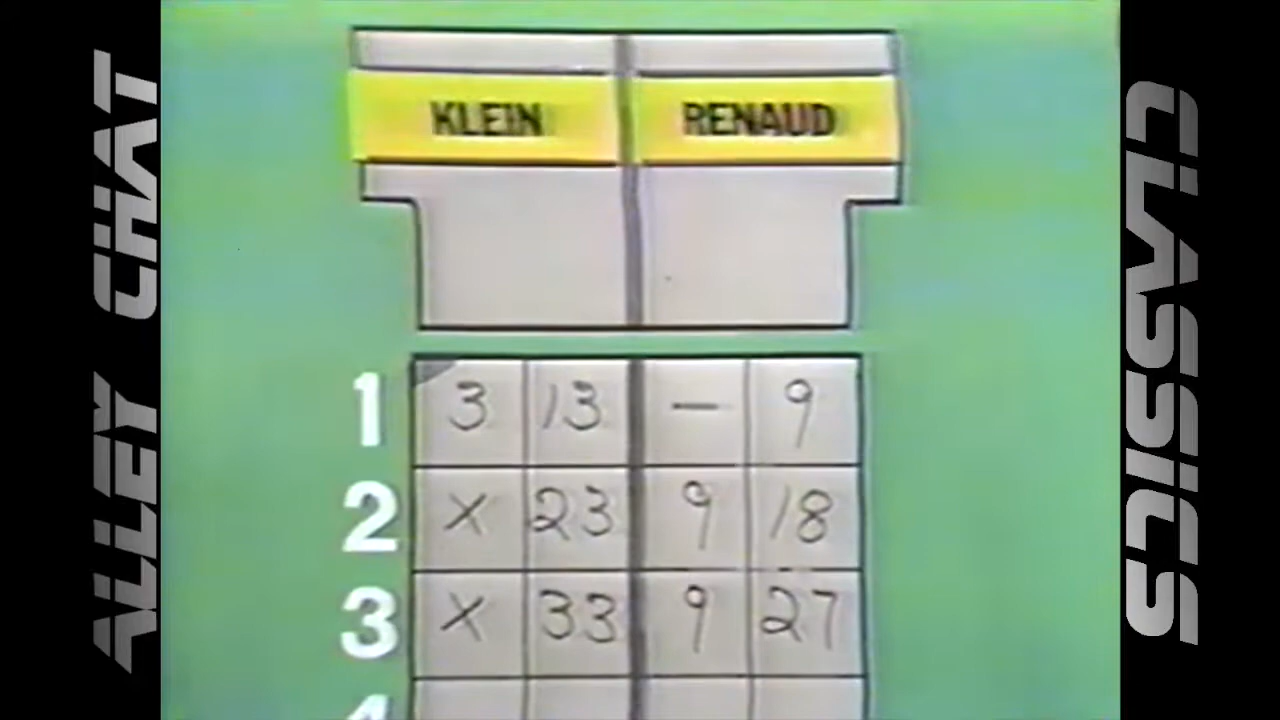 ALLEY CHAT
KLEIN RENAUD
1 3 13 — 9
2 X 23 9 18
3 X 33 9 27
CLASSICS